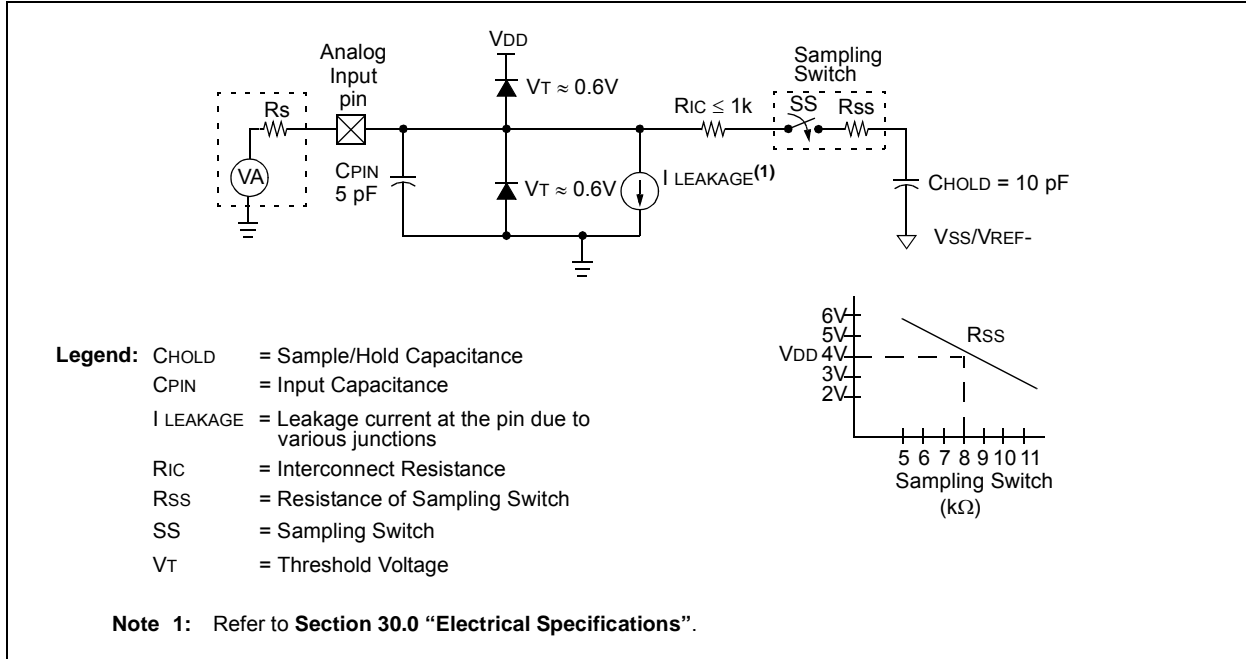 VDD
Analog
Input
pin
Sampling
Switch
VT ≈ 0.6V
Rs
RIC ≤ 1k
SS
Rss
VA
CPIN
5 pF
VT ≈ 0.6V
I LEAKAGE(1)
CHOLD = 10 pF
VSS/VREF-
6V
5V
VDD 4V
3V
2V
RSS
5 6 7 8 9 10 11
Sampling Switch
(kΩ)
Legend: CHOLD = Sample/Hold Capacitance
CPIN = Input Capacitance
I LEAKAGE = Leakage current at the pin due to
various junctions
RIC = Interconnect Resistance
RSS = Resistance of Sampling Switch
SS = Sampling Switch
VT = Threshold Voltage
Note 1: Refer to Section 30.0 “Electrical Specifications”.